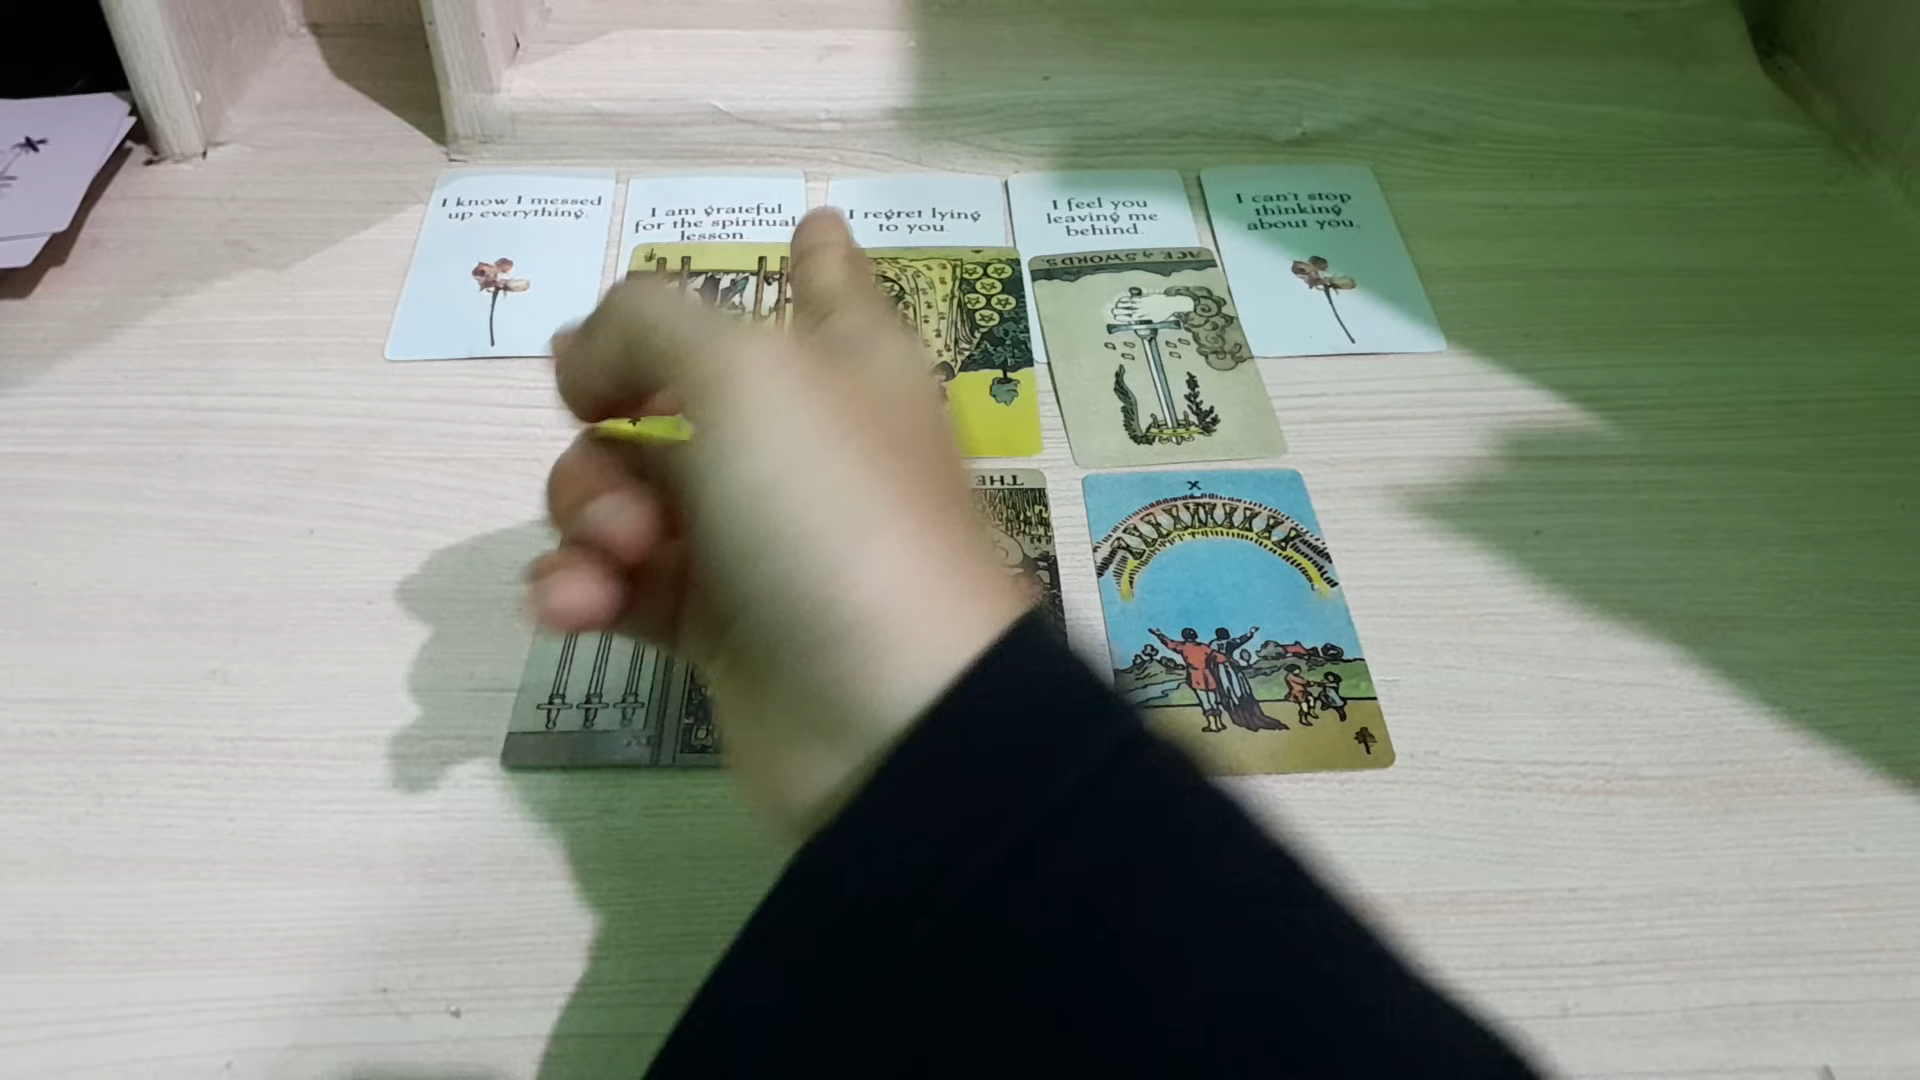 I know I messed
up everything.
I am grateful
for the spiritual
lesson.
I regret lying
to you.
I feel you
leaving me
behind.
I can't stop
thinking
about you.
ACE of SWORDS.
THE
X